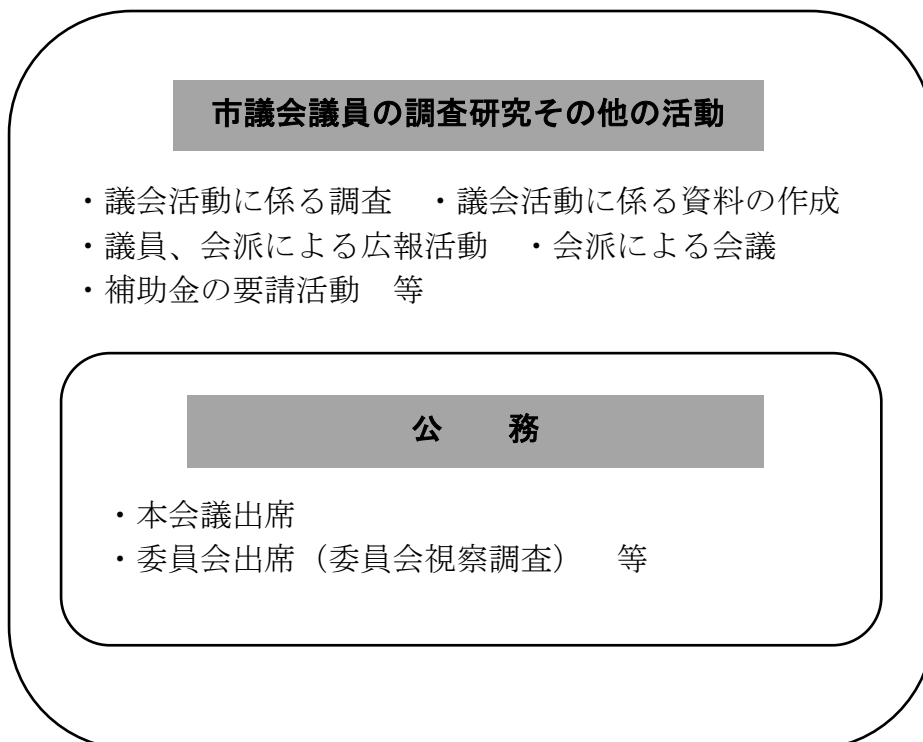 市議会議員の調査研究その他の活動
・議会活動に係る調査　・議会活動に係る資料の作成
・議員、会派による広報活動　・会派による会議
・補助金の要請活動　等
公　　務
・本会議出席
・委員会出席（委員会視察調査）　等